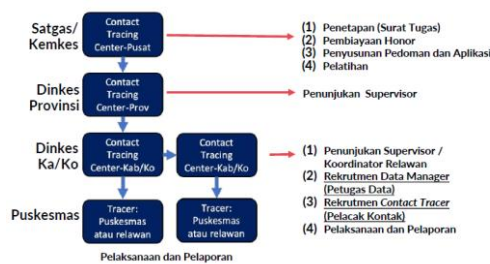 Satgas/
Kemkes
Contact
Tracing
Center-Pusat
(1) Penetapan (Surat Tugas)
(2) Pembiayaan Honor
(3) Penyusunan Pedoman dan Aplikasi
(4) Pelatihan
Dinkes
Provinsi
Contact
Tracing
Center-Prov
Penunjukan Supervisor
Dinkes
Ka/Ko
Contact
Tracing
Center-Kab/Ko
Contact
Tracing
Center-Kab/Ko
(1) Penunjukan Supervisor /
Koordinator Relawan
(2) Rekrutmen Data Manager
(Petugas Data)
(3) Rekrutmen Contact Tracer
(Pelacak Kontak)
(4) Pelaksanaan dan Pelaporan
Puskesmas
Tracer:
Puskesmas
atau relawan
Tracer:
Puskesmas
atau relawan
Pelaksanaan dan Pelaporan